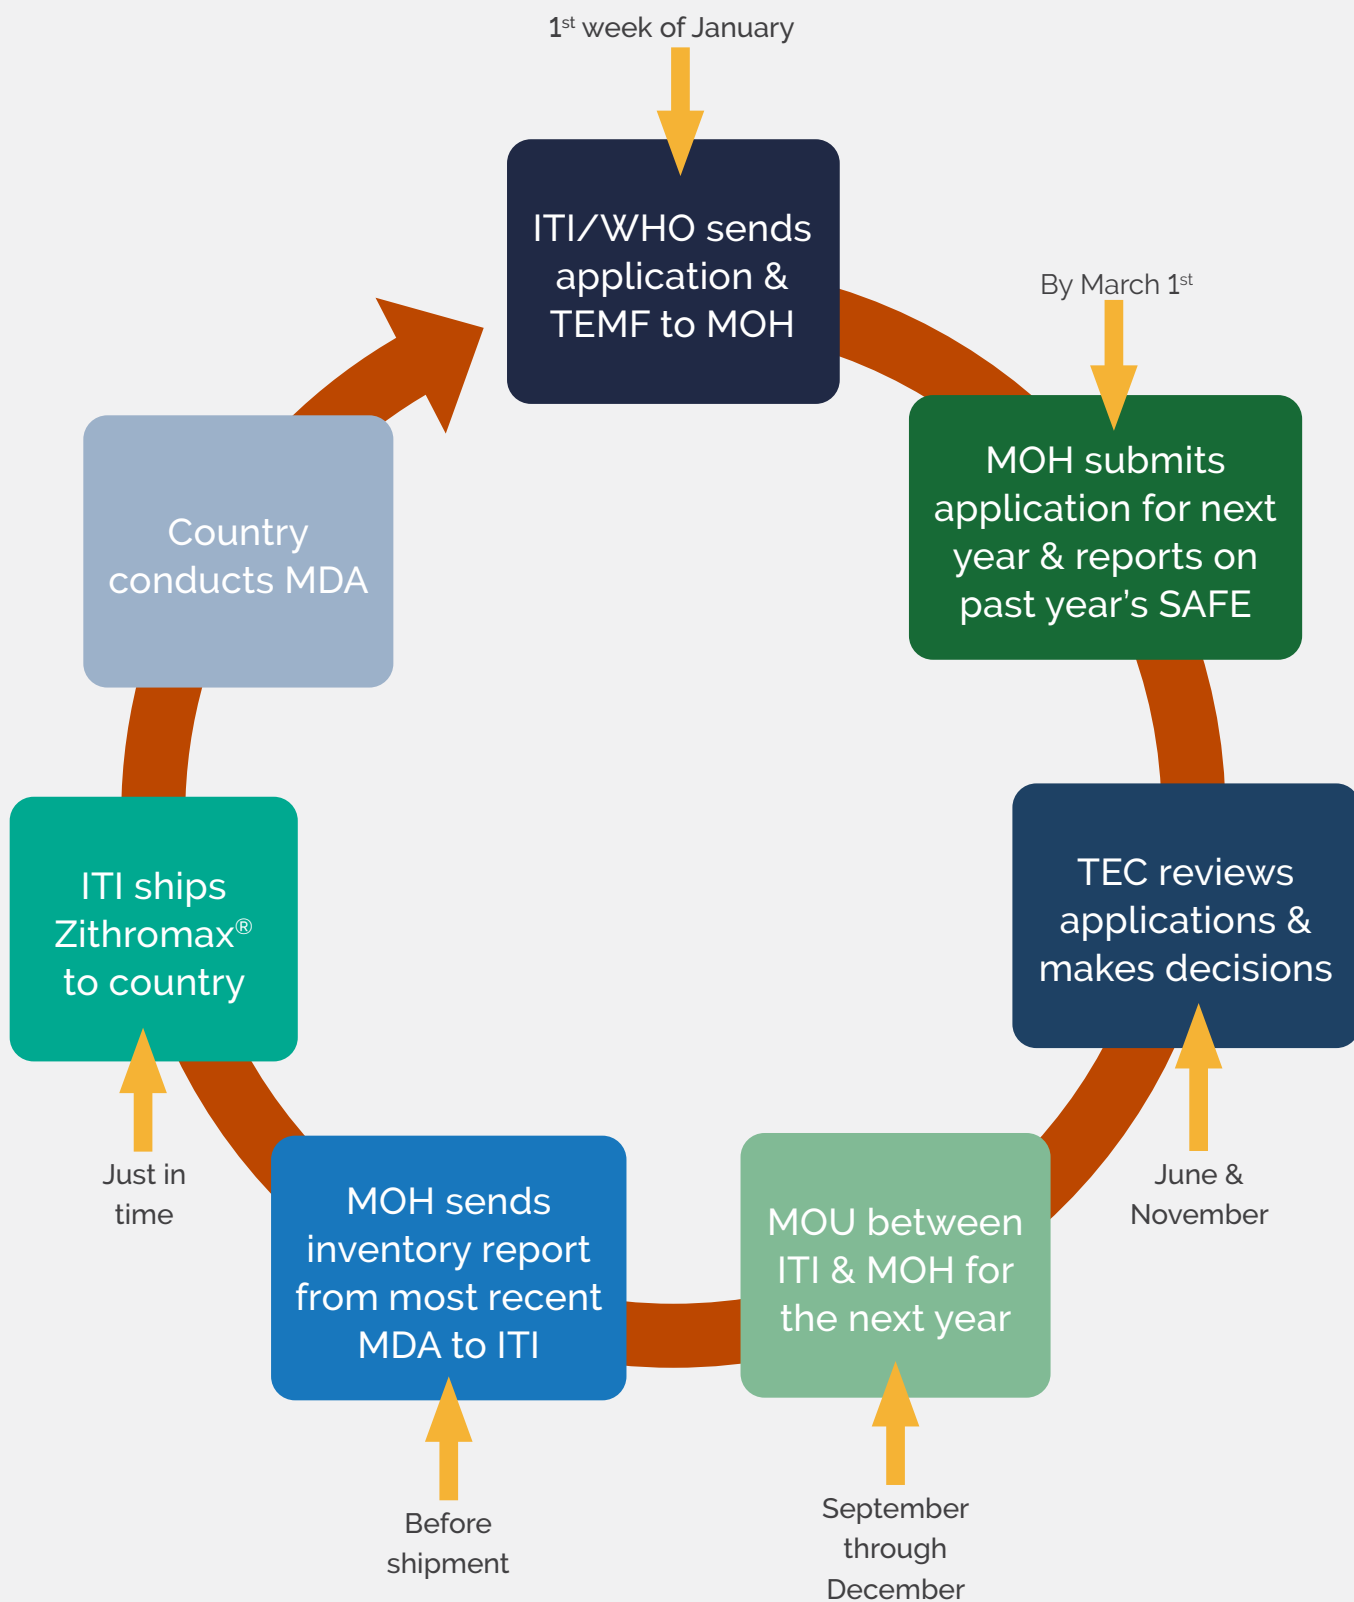 1st week of January
ITI/WHO sends
application &
TEMF to MOH
By March 1st
MOH submits
application for next
year & reports on
past year’s SAFE
TEC reviews
applications &
makes decisions
June &
November
MOU between
ITI & MOH for
the next year
September
through
December
MOH sends
inventory report
from most recent
MDA to ITI
Before
shipment
ITI ships
Zithromax®
to country
Just in
time
Country
conducts MDA